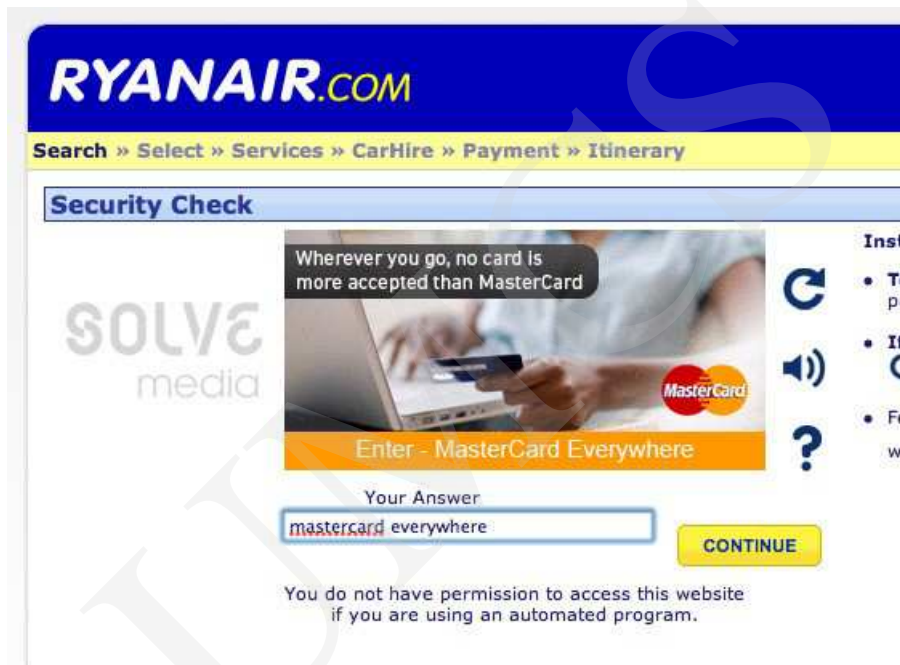 RYANAIR.COM
Search » Select » Services » CarHire » Payment » Itinerary
Security Check
Wherever you go, no card is
more accepted than MasterCard
SOLVE
media
MasterCard
Enter - MasterCard Everywhere
Your Answer
mastercard everywhere
CONTINUE
You do not have permission to access this website
if you are using an automated program.